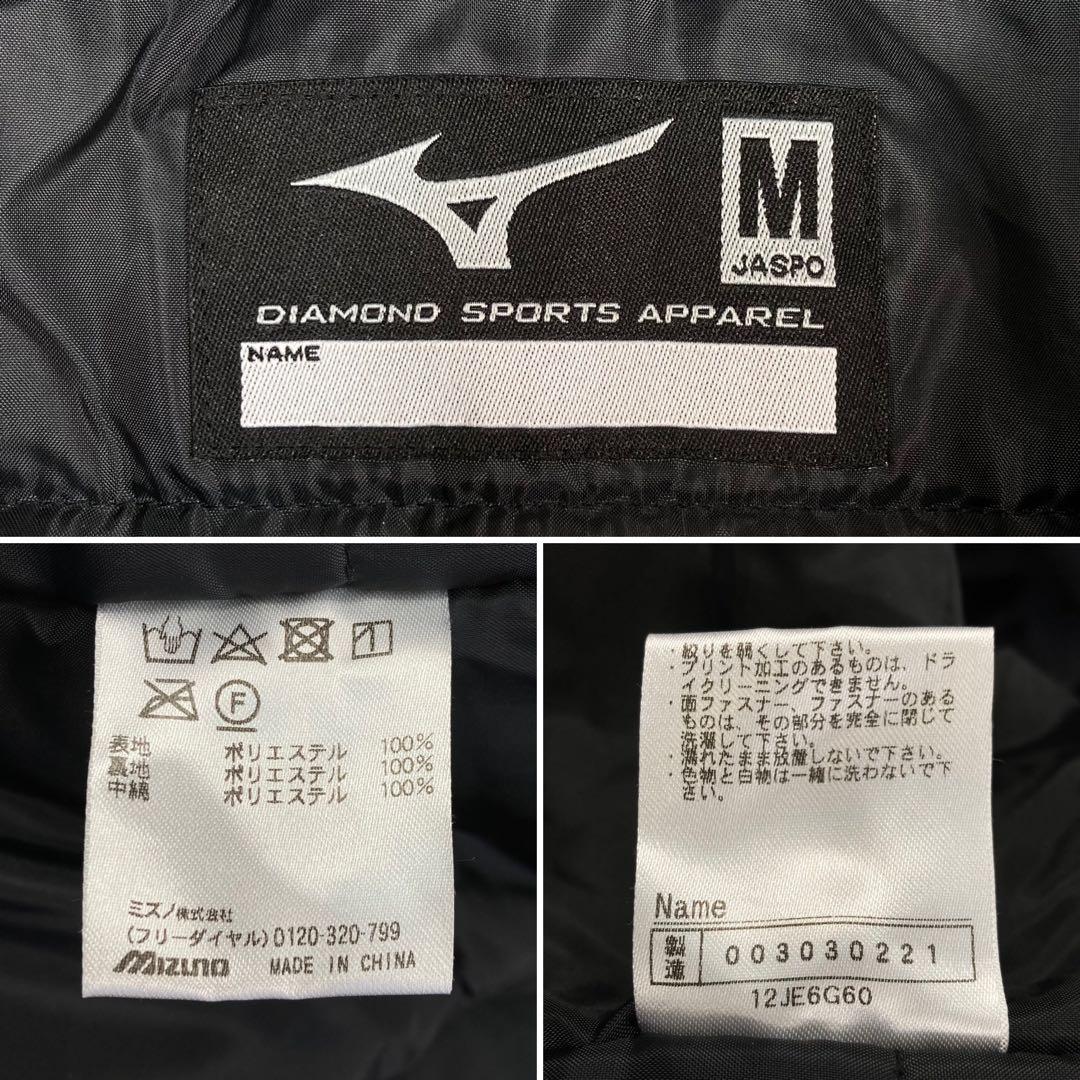 M
JASPO
DIAMOND SPORTS APPAREL
NAME
F
表地 ポリエステル 100%
裏地 ポリエステル 100%
中綿 ポリエステル 100%
ミズノ株式会社
(フリーダイヤル)0120-320-799
MIZUNO MADE IN CHINA
・絞りを弱くして下さい。
・プリント加工のあるものは、ドラ
イクリーニングできません。
・面ファスナー、ファスナーのある
ものは、その部分を完全に閉じて
洗濯して下さい。
・濡れたまま放置しないで下さい。
・色物と白物は一緒に洗わないで下
さい。
Name
製造 003030221
12JE6G60